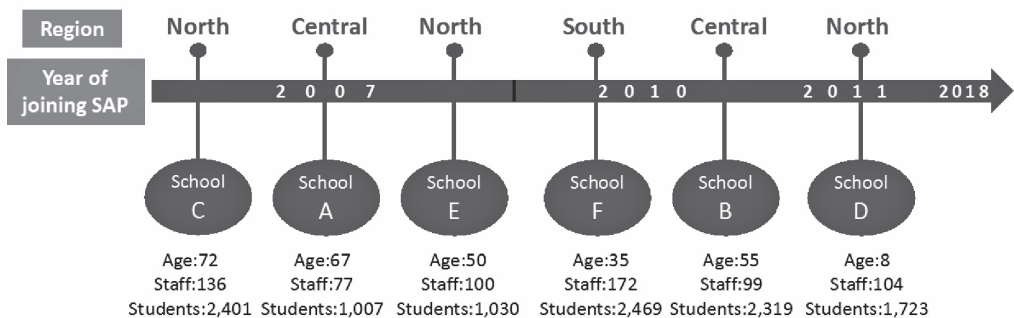 Region
North Central North South Central North
Year of
joining SAP
2 0 0 7 2 0 1 0 2 0 1 1 2018
School School School School School School
C A E F B D
Age:72 Age:67 Age:50 Age:35 Age:55 Age:8
Staff:136 Staff:77 Staff:100 Staff:172 Staff:99 Staff:104
Students:2,401 Students:1,007 Students:1,030 Students:2,469 Students:2,319 Students:1,723